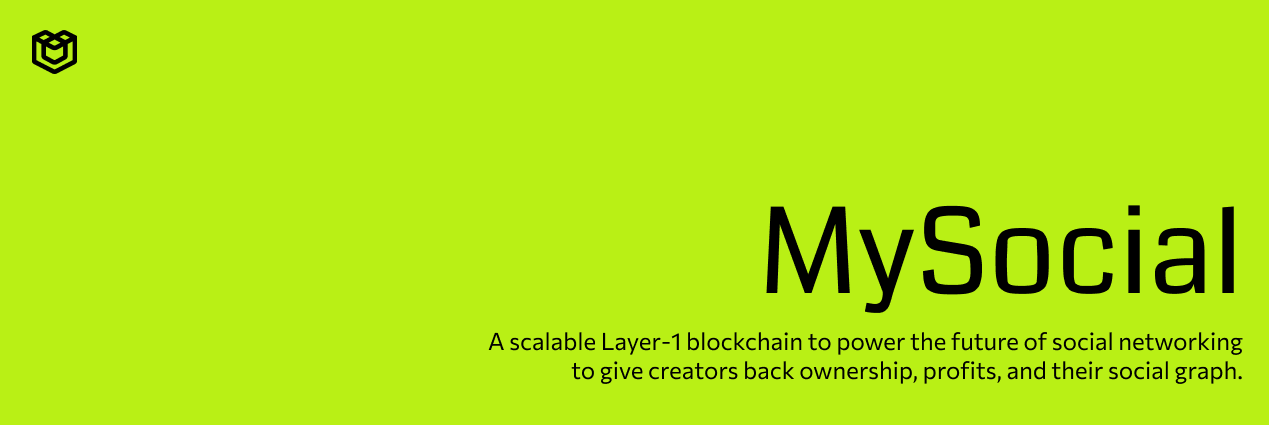 MySocial
A scalable Layer-1 blockchain to power the future of social networking
to give creators back ownership, profits, and their social graph.